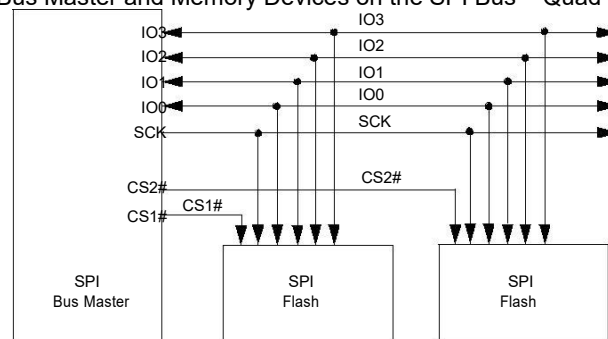 Bus Master and Memory Devices on the SPI Bus – Quad
IO3 IO3
IO2 IO2
IO1 IO1
IO0 IO0
SCK SCK
CS2# CS2#
CS1# CS1#
SPI SPI SPI
Bus Master Flash Flash